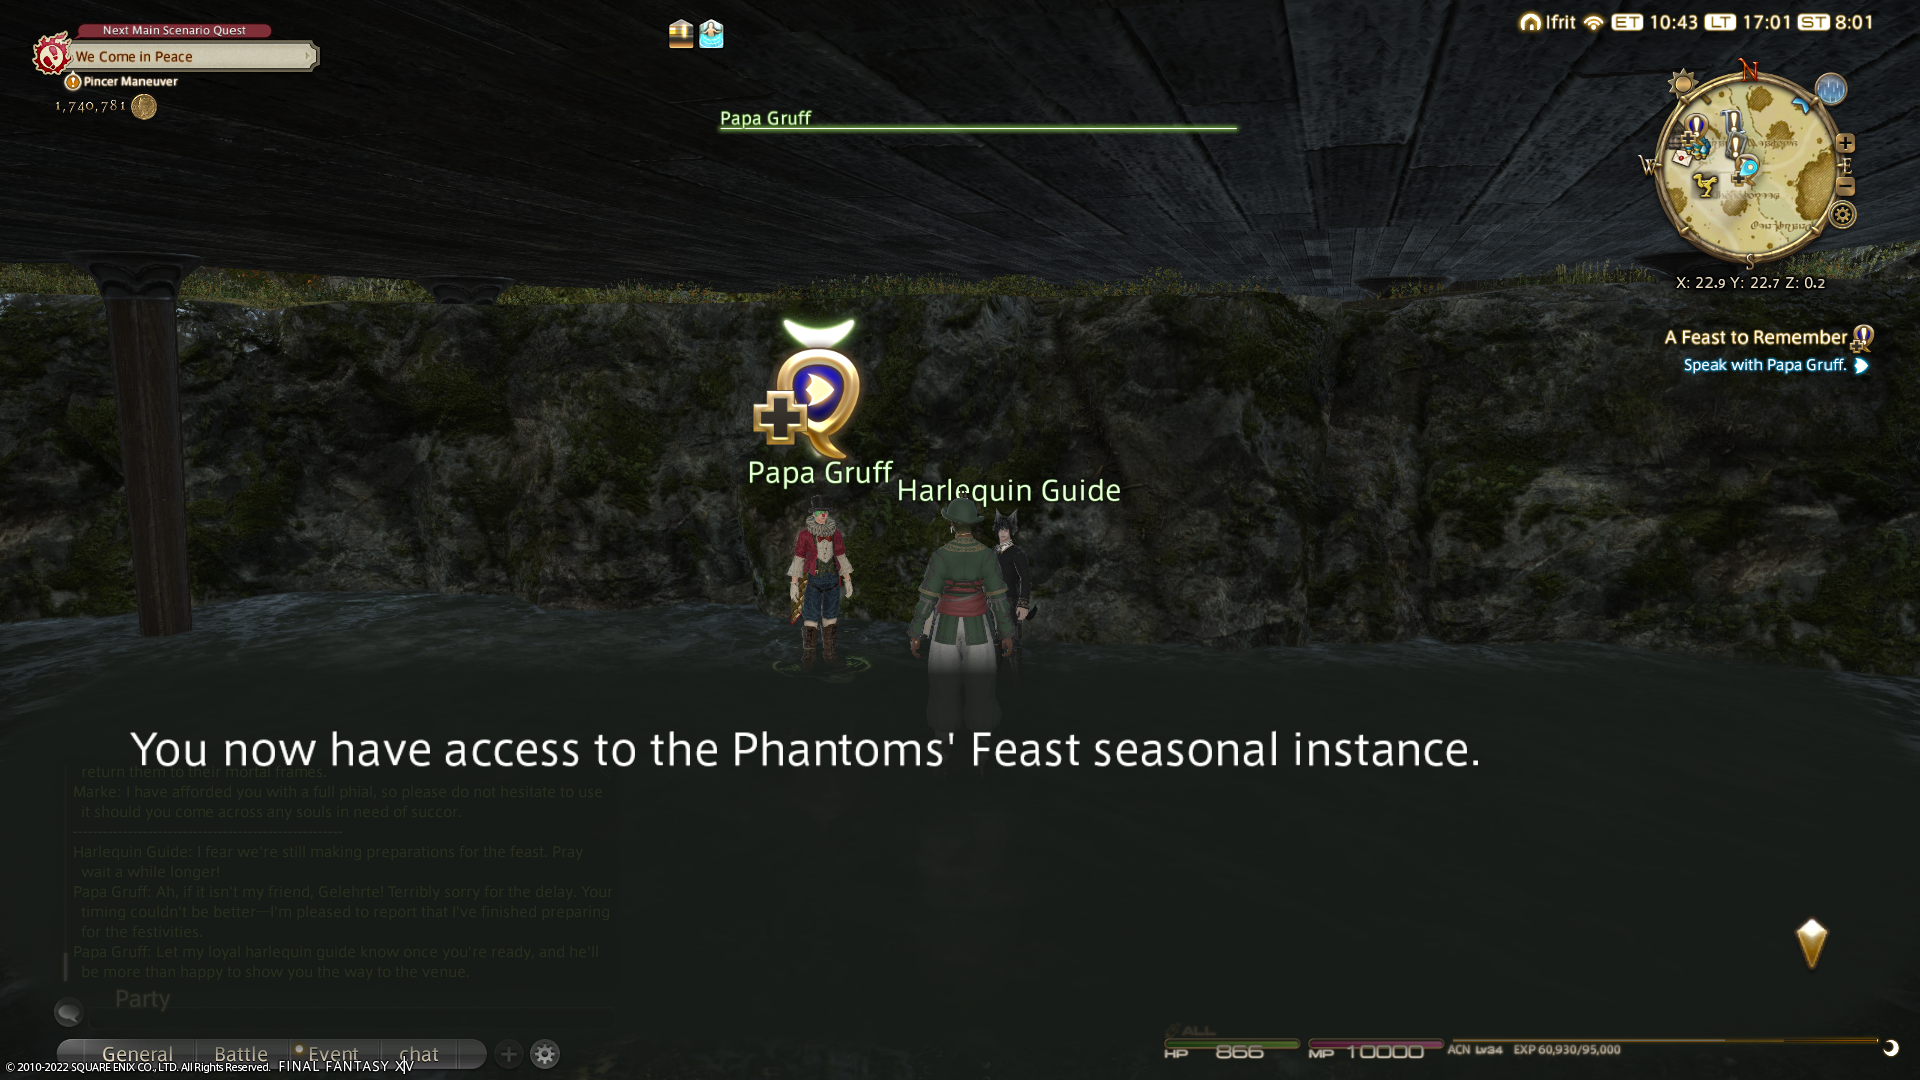 Next Main Scenario Quest
We Come in Peace
Pincer Maneuver
1,740,781
Ifrit ET 10:43 LT 17:01 ST 8:01
Papa Gruff
N
W
E
S
X: 22.9 Y: 22.7 Z: 0.2
A Feast to Remember
Speak with Papa Gruff.
Papa Gruff
Harlequin Guide
You now have access to the Phantoms' Feast seasonal instance.
return them to their mortal frames.
Marke: I have afforded you with a full phial, so please do not hesitate to use
it should you come across any souls in need of succor.
Harlequin Guide: I fear we're still making preparations for the feast. Pray
wait a while longer!
Papa Gruff: Ah, if it isn't my friend, Gelehrte! Terribly sorry for the delay. Your
timing couldn't be better—I'm pleased to report that I've finished preparing
for the festivities.
Papa Gruff: Let my loyal harlequin guide know once you're ready, and he'll
be more than happy to show you the way to the venue.
Party
General Battle Event chat
ALL
HP 866 MP 10000 ACN Lv34 EXP 60,930/95,000
© 2010-2022 SQUARE ENIX CO., LTD. All Rights Reserved. FINAL FANTASY XIV